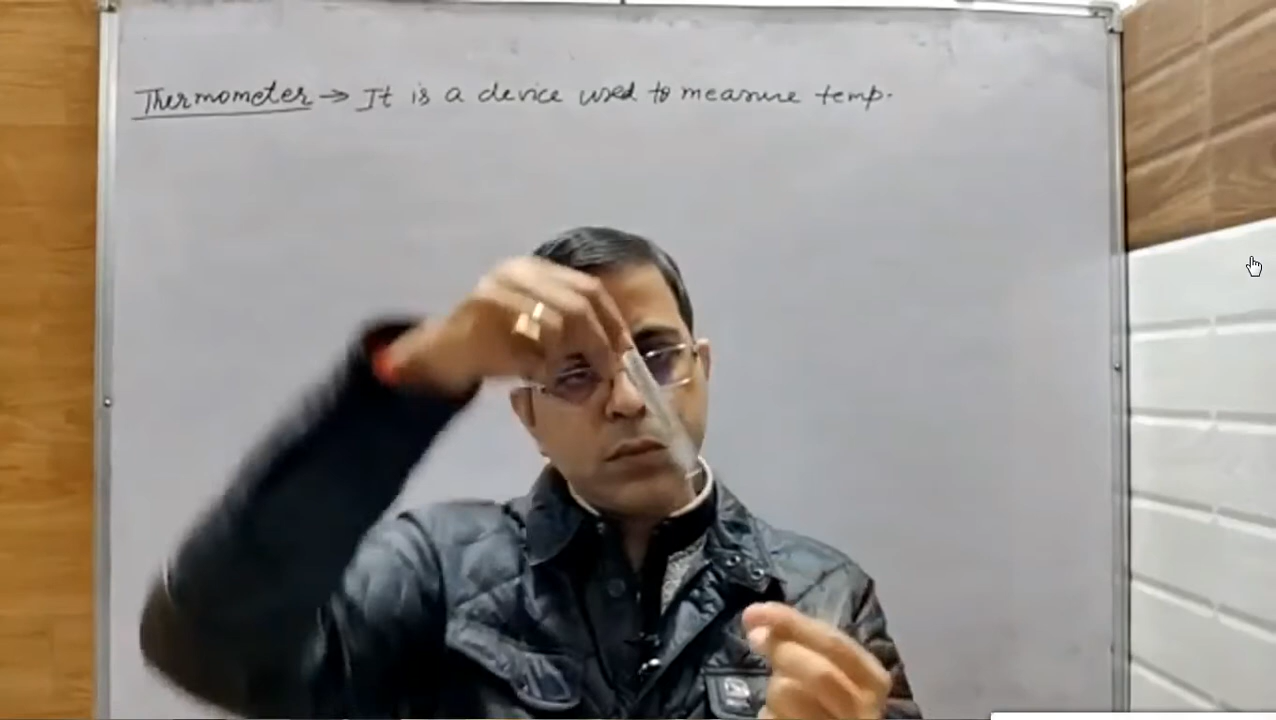 Thermometer → It is a device used to measure temp.